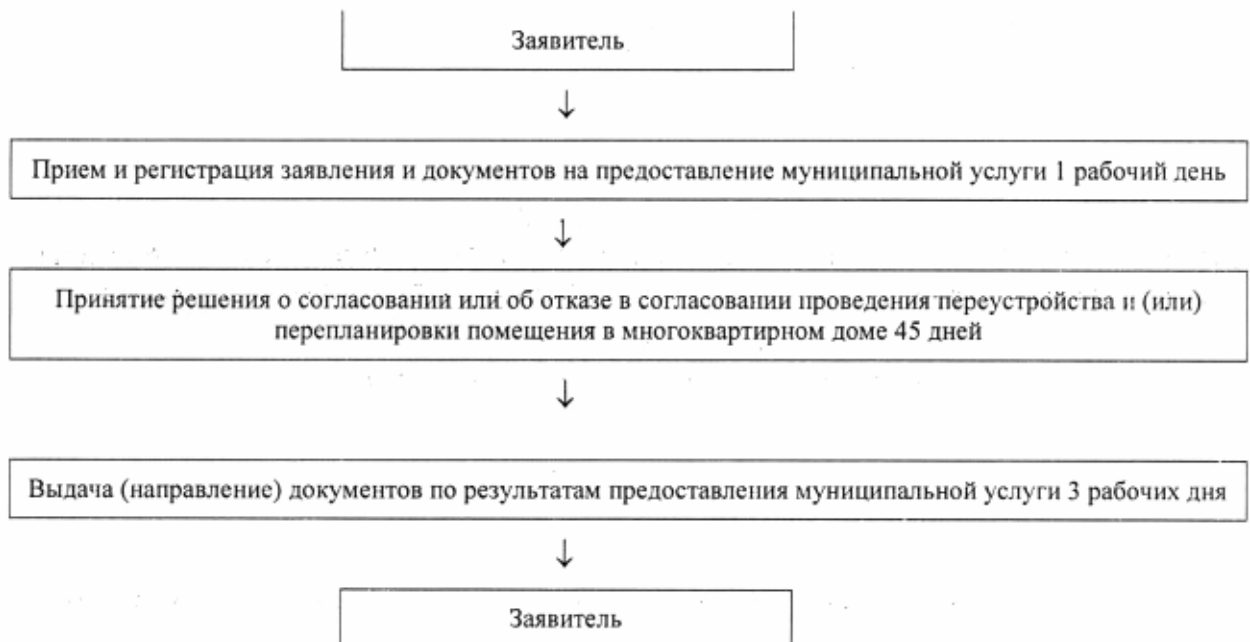 Заявитель
Прием и регистрация заявления и документов на предоставление муниципальной услуги 1 рабочий день
Принятие решения о согласований или об отказе в согласовании проведения переустройства и (или)
перепланировки помещения в многоквартирном доме 45 дней
Выдача (направление) документов по результатам предоставления муниципальной услуги 3 рабочих дня
Заявитель